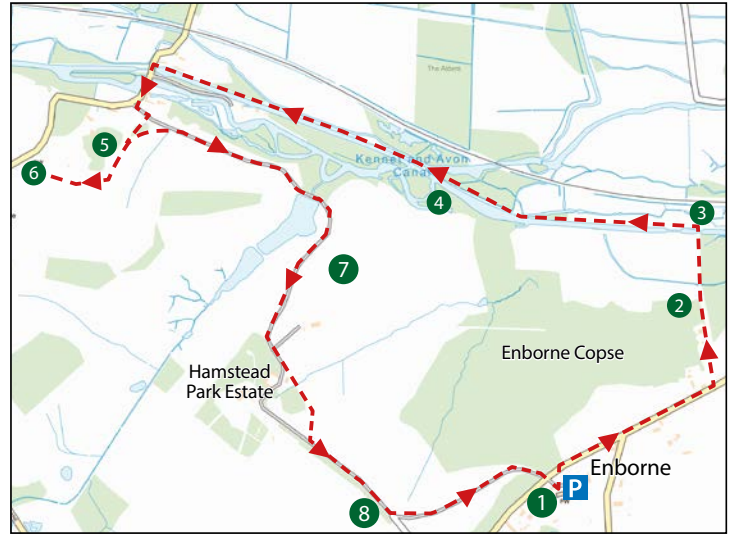 The Alders
Kennet and Avon
Canal
5
6
4
3
7
2
Enborne Copse
Hamstead
Park Estate
Enborne
P
1
8